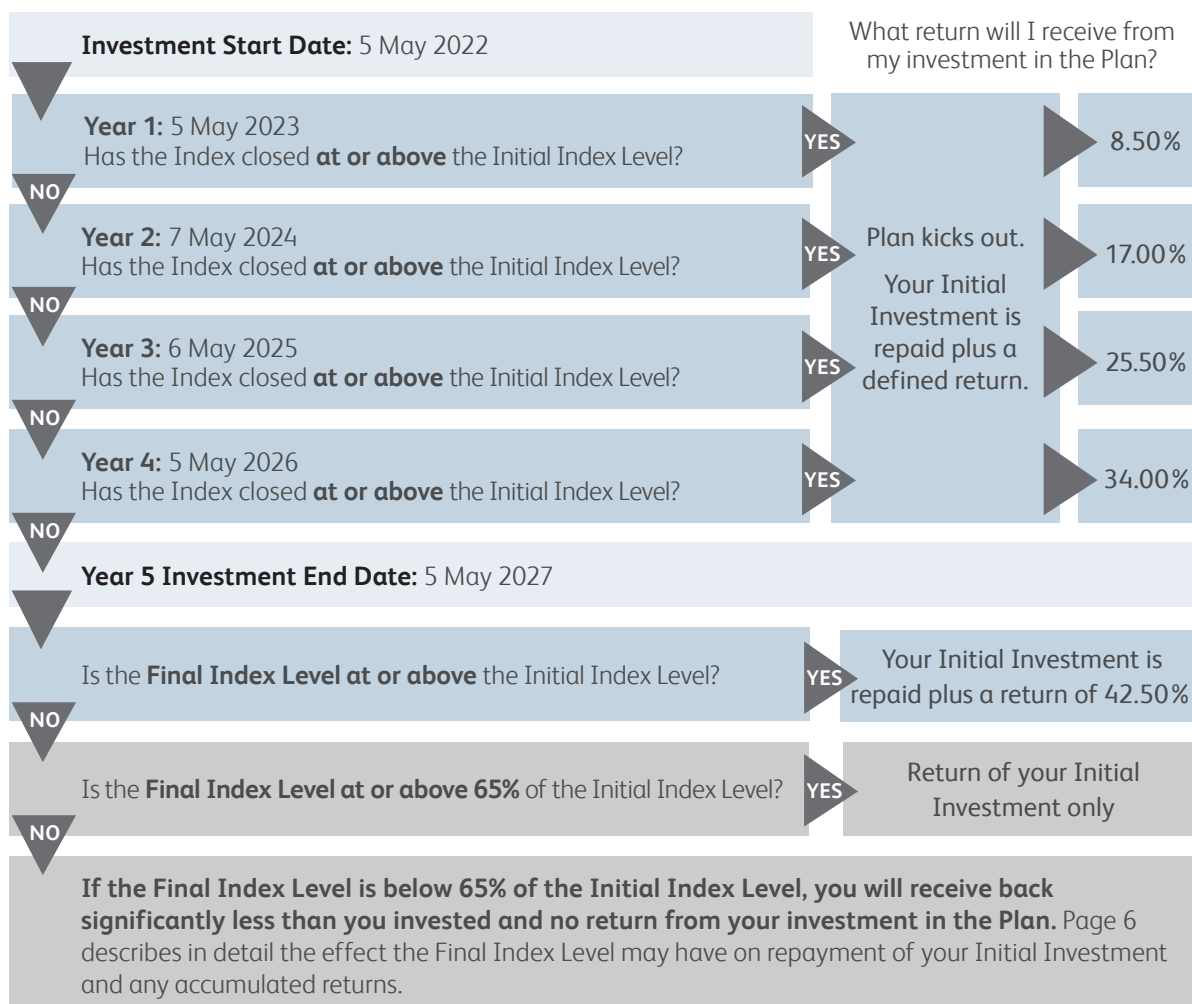 Investment Start Date: 5 May 2022
What return will I receive from
my investment in the Plan?
Year 1: 5 May 2023
Has the Index closed at or above the Initial Index Level?
YES
8.50%
NO
Year 2: 7 May 2024
Has the Index closed at or above the Initial Index Level?
YES
17.00%
NO
Year 3: 6 May 2025
Has the Index closed at or above the Initial Index Level?
YES
25.50%
NO
Year 4: 5 May 2026
Has the Index closed at or above the Initial Index Level?
YES
34.00%
Plan kicks out.
Your Initial
Investment is
repaid plus a
defined return.
NO
Year 5 Investment End Date: 5 May 2027
Is the Final Index Level at or above the Initial Index Level?
YES
Your Initial Investment is
repaid plus a return of 42.50%
NO
Is the Final Index Level at or above 65% of the Initial Index Level?
YES
Return of your Initial
Investment only
NO
If the Final Index Level is below 65% of the Initial Index Level, you will receive back
significantly less than you invested and no return from your investment in the Plan. Page 6
describes in detail the effect the Final Index Level may have on repayment of your Initial Investment
and any accumulated returns.